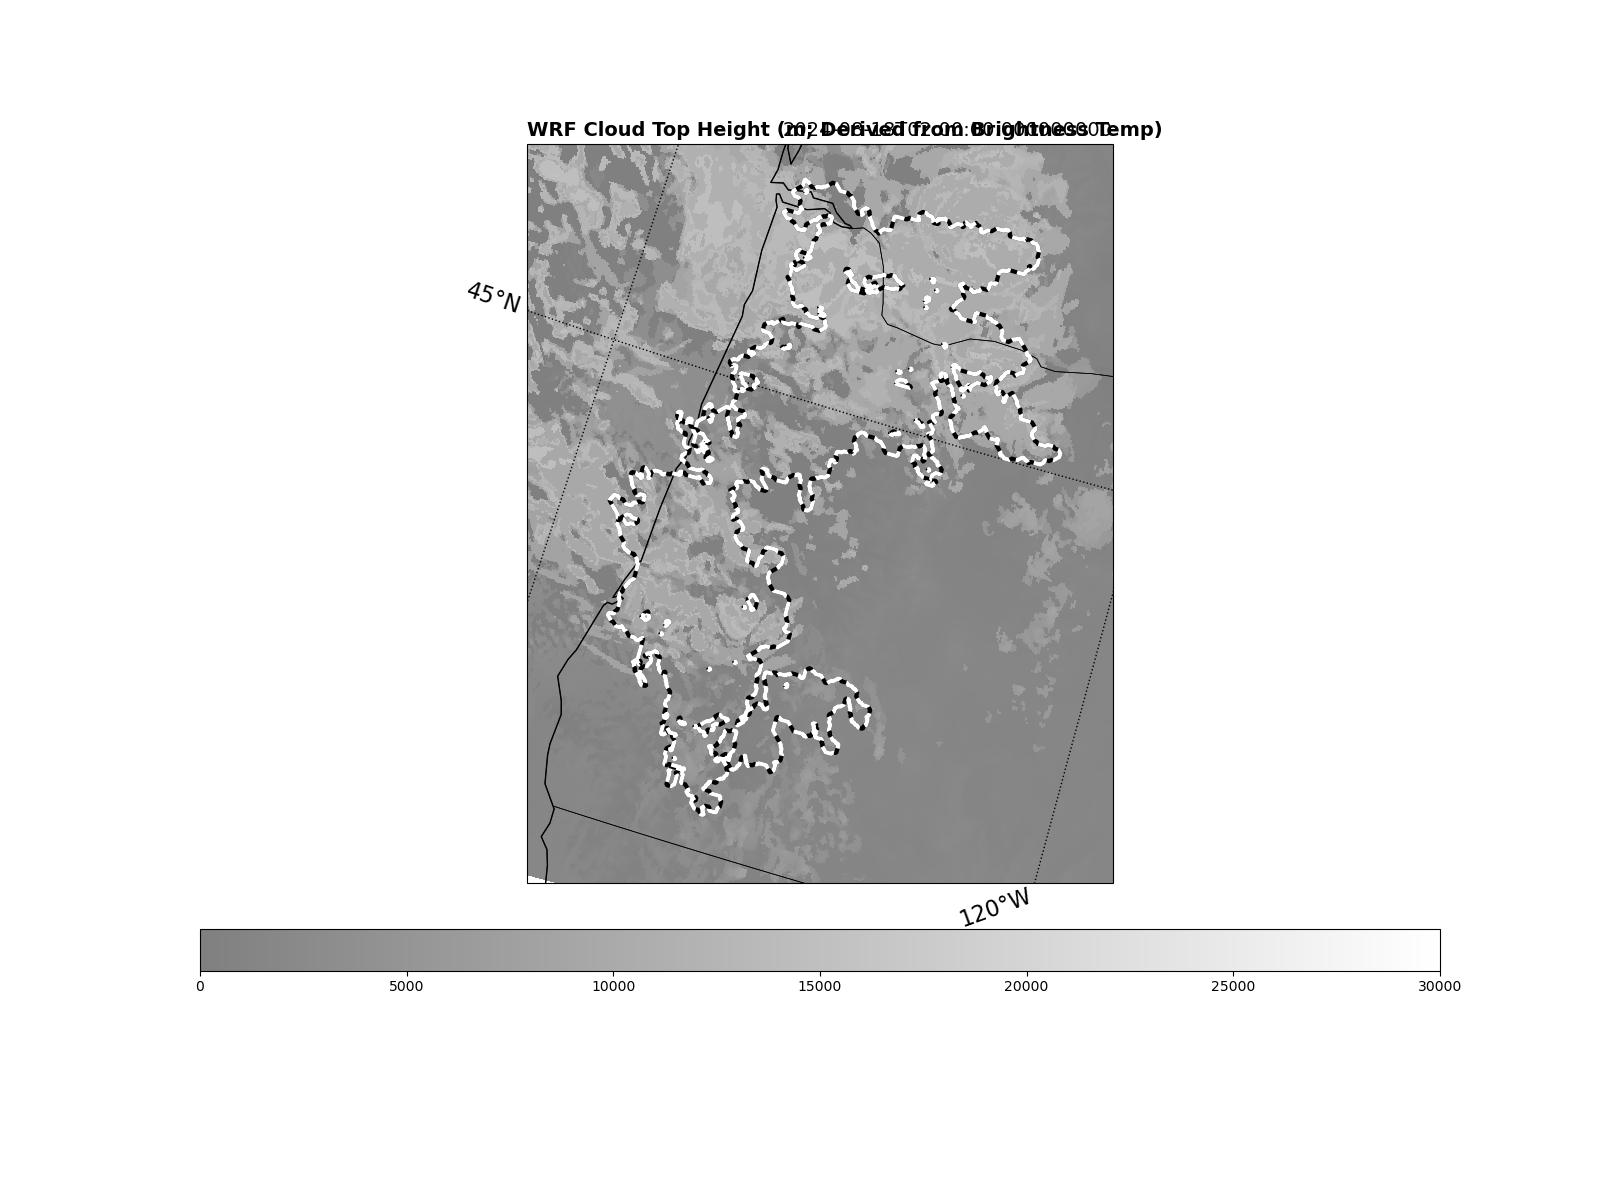 WRF Cloud Top Height (m; Derived from Brightness Temp)
45°N
120°W
0 5000 10000 15000 20000 25000 30000